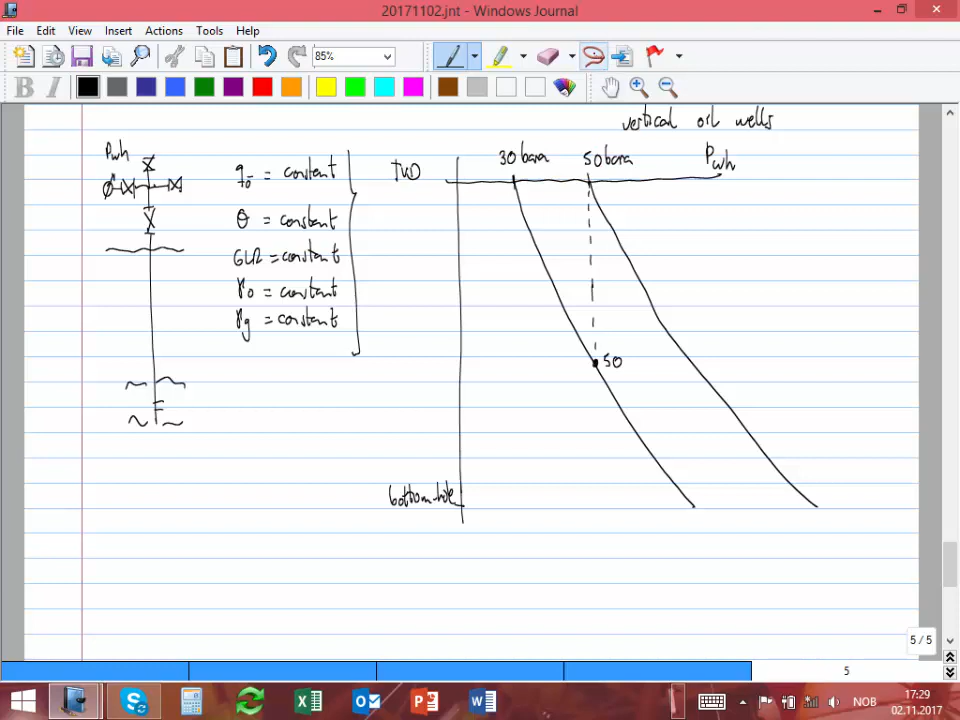 20171102.jnt - Windows Journal
File Edit View Insert Actions Tools Help
85%
B I
vertical oil wells
Pwh
qo̅ = constant
θ = constant
GLR = constant
γo = constant
γg = constant
TVD
30 bara
50 bara
Pwh
50
bottom-hole
5 / 5
5
NOB
17:29
02.11.2017